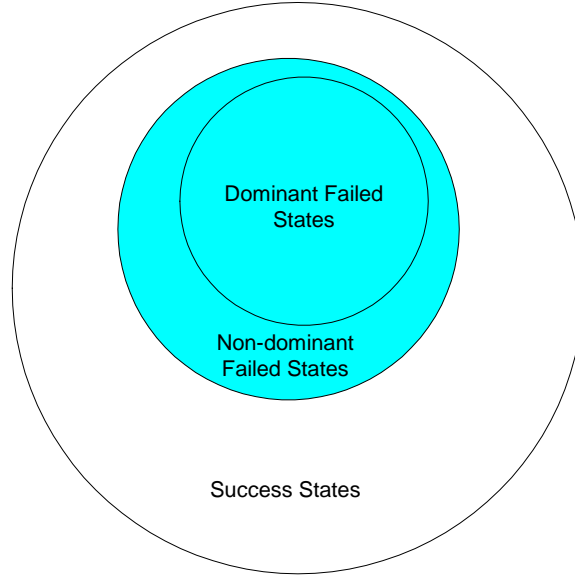 Dominant Failed
States
Non-dominant
Failed States
Success States